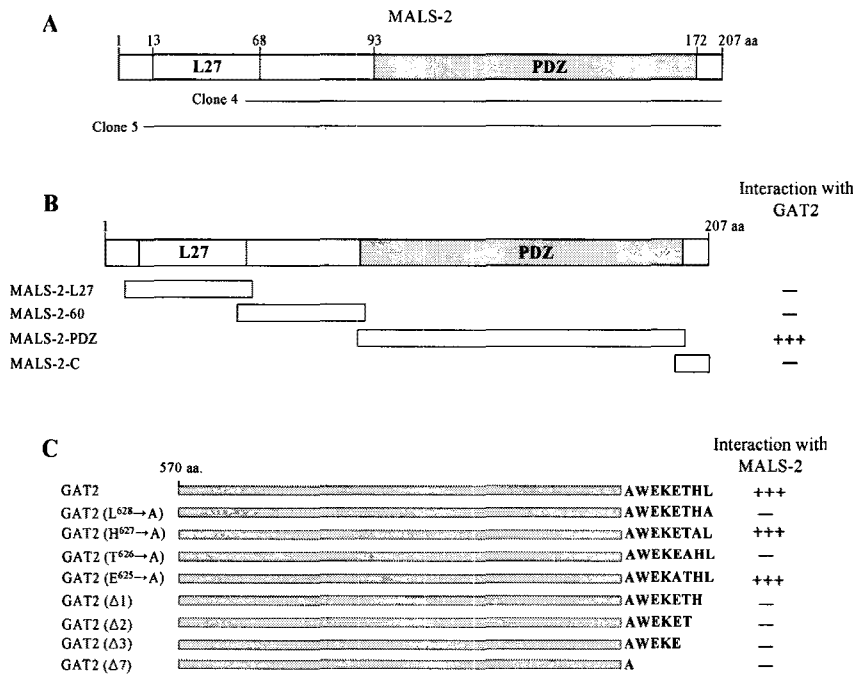 A
MALS-2
1 13 68 93 172 207 aa
L27 PDZ
Clone 4
Clone 5
B
Interaction with
GAT2
1 207 aa
L27 PDZ
MALS-2-L27 —
MALS-2-60 —
MALS-2-PDZ +++
MALS-2-C —
C
Interaction with
MALS-2
570 aa.
GAT2 AWEKETHL +++
GAT2 (L⁶²⁸→A) AWEKETHA —
GAT2 (H⁶²⁷→A) AWEKETAL +++
GAT2 (T⁶²⁶→A) AWEKEAHL —
GAT2 (E⁶²⁵→A) AWEKATHL +++
GAT2 (Δ1) AWEKETH —
GAT2 (Δ2) AWEKET —
GAT2 (Δ3) AWEKE —
GAT2 (Δ7) A —